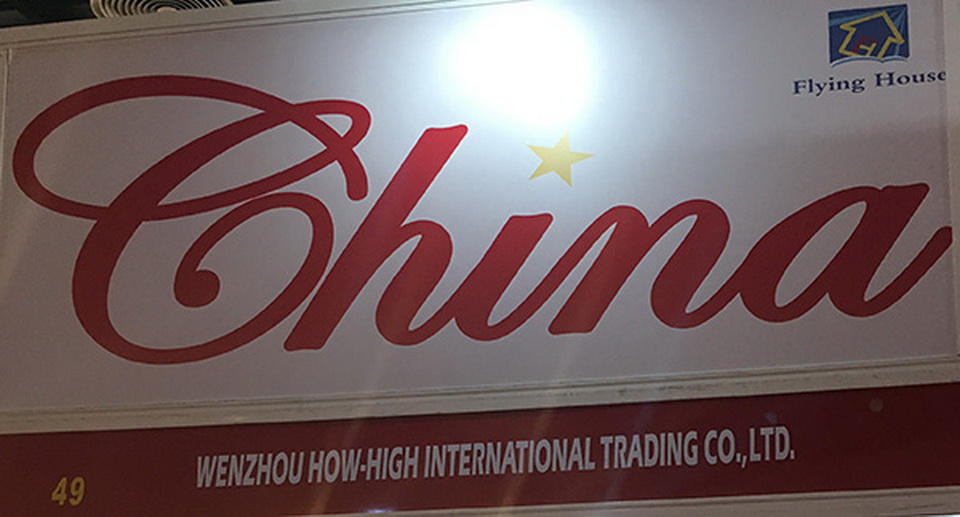 Flying House
China
WENZHOU HOW-HIGH INTERNATIONAL TRADING CO.,LTD.
49